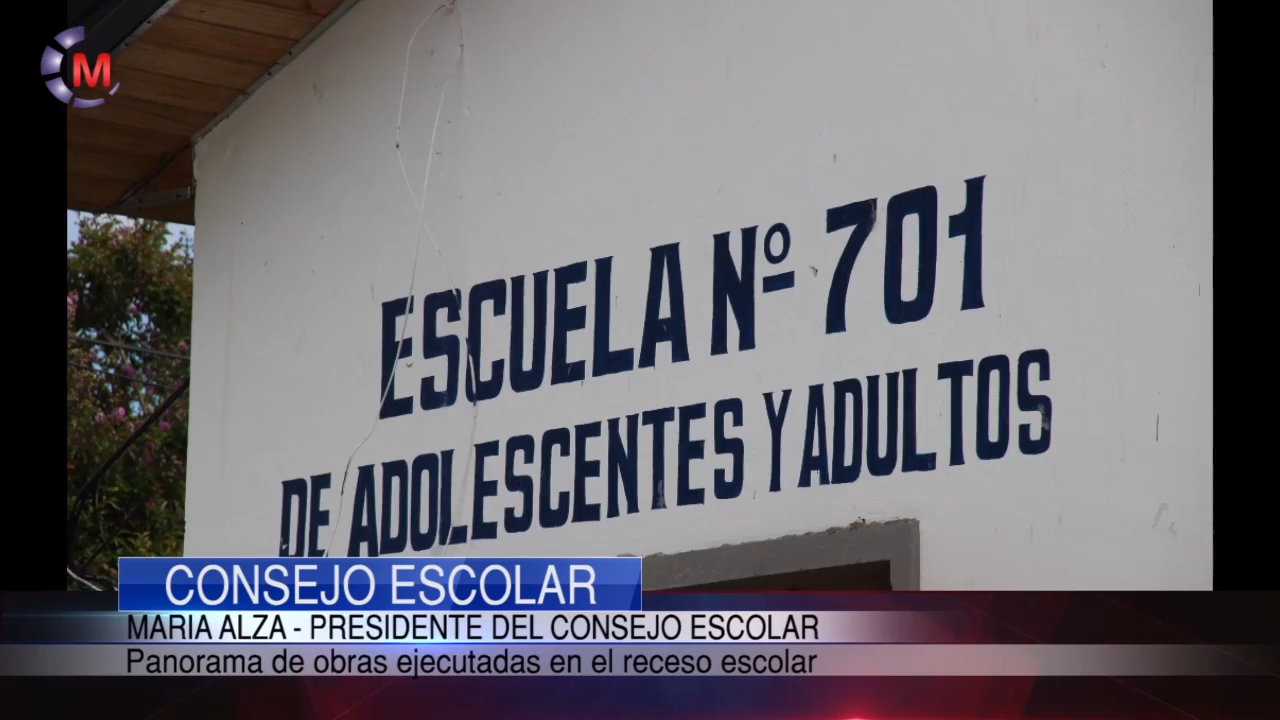 M
ESCUELA Nº 701
DE ADOLESCENTES Y ADULTOS
CONSEJO ESCOLAR
MARIA ALZA - PRESIDENTE DEL CONSEJO ESCOLAR
Panorama de obras ejecutadas en el receso escolar